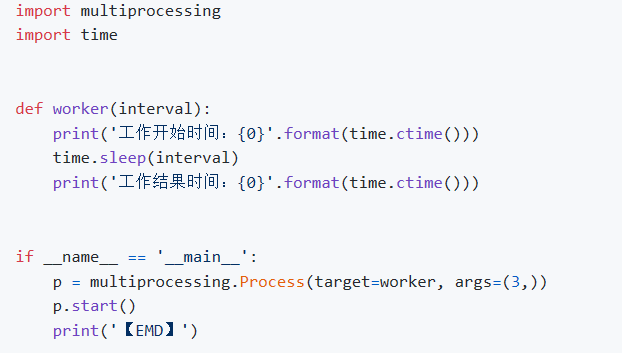 import multiprocessing
import time
def worker(interval):
    print('工作开始时间：{0}'.format(time.ctime()))
    time.sleep(interval)
    print('工作结果时间：{0}'.format(time.ctime()))
if __name__ == '__main__':
    p = multiprocessing.Process(target=worker, args=(3,))
    p.start()
    print('【EMD】')